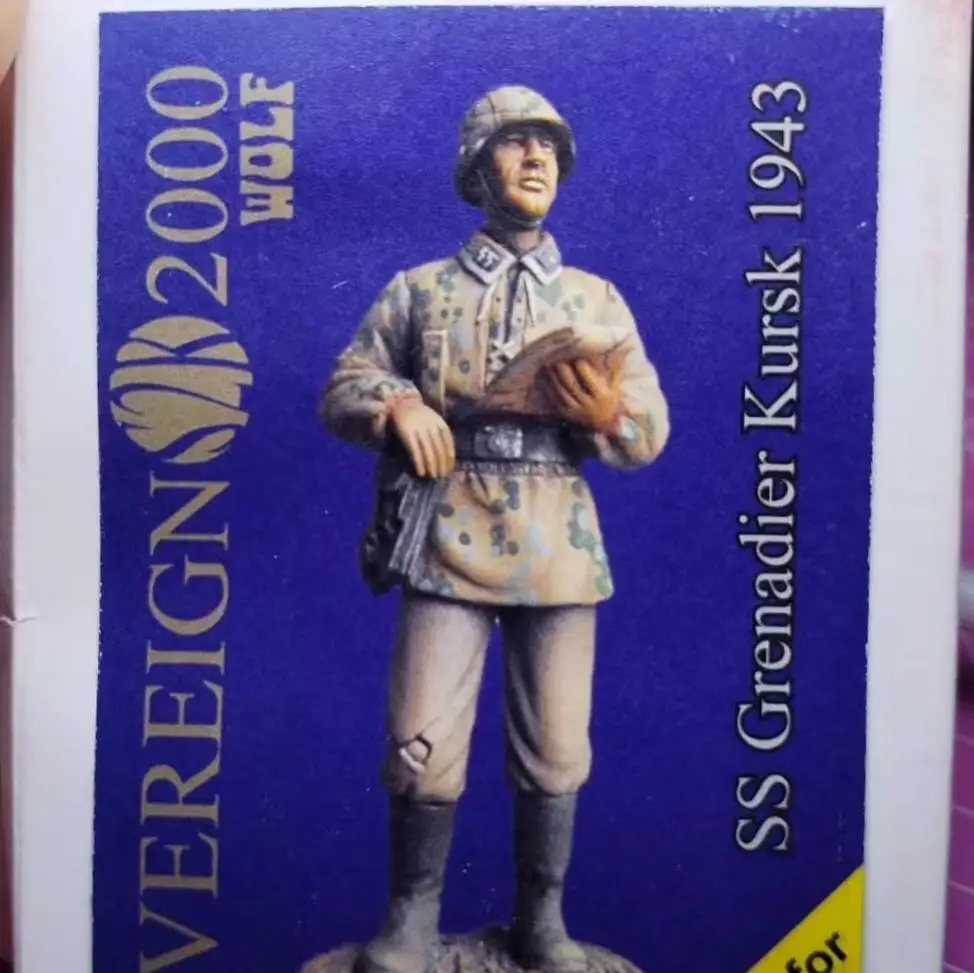 VEREIGN 2000
WOLF
SS Grenadier Kursk 1943
for